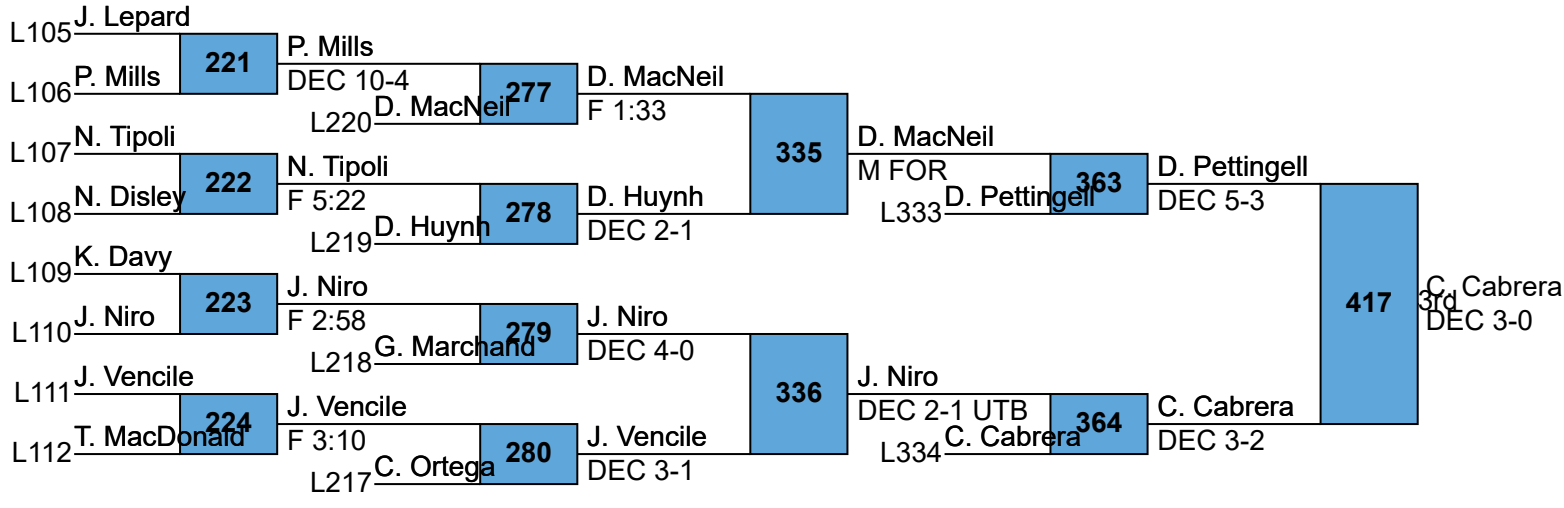 J. Lepard
L105
221
P. Mills
DEC 10-4
P. Mills
L106
277
D. MacNeil
F 1:33
L220
D. MacNeil
N. Tipoli
L107
335
D. MacNeil
M FOR
222
N. Tipoli
F 5:22
N. Disley
L108
278
D. Huynh
DEC 2-1
L219
D. Huynh
363
D. Pettingell
DEC 5-3
L333
D. Pettingell
K. Davy
L109
223
J. Niro
F 2:58
J. Niro
L110
279
J. Niro
DEC 4-0
L218
G. Marchand
417
C. Cabrera
3rd
DEC 3-0
J. Vencile
L111
336
J. Niro
DEC 2-1 UTB
224
J. Vencile
F 3:10
T. MacDonald
L112
280
J. Vencile
DEC 3-1
L217
C. Ortega
364
C. Cabrera
DEC 3-2
L334
C. Cabrera